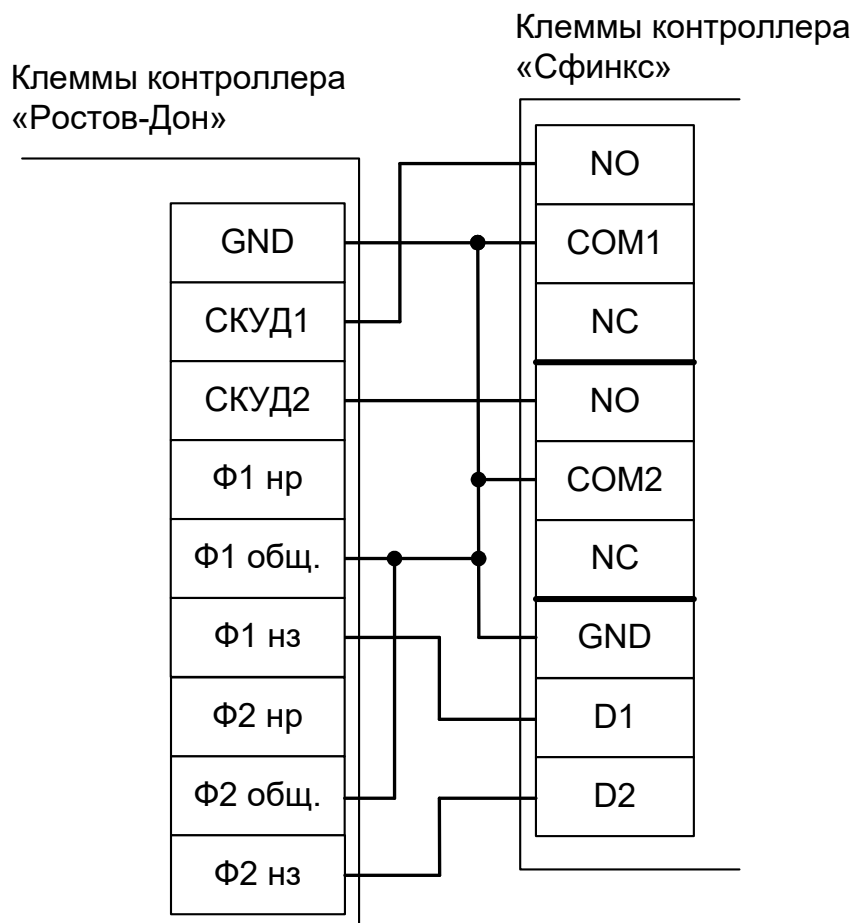 Клеммы контроллера
«Ростов-Дон»
GND
СКУД1
СКУД2
Ф1 нр
Ф1 общ.
Ф1 нз
Ф2 нр
Ф2 общ.
Ф2 нз
Клеммы контроллера
«Сфинкс»
NO
COM1
NC
NO
COM2
NC
GND
D1
D2